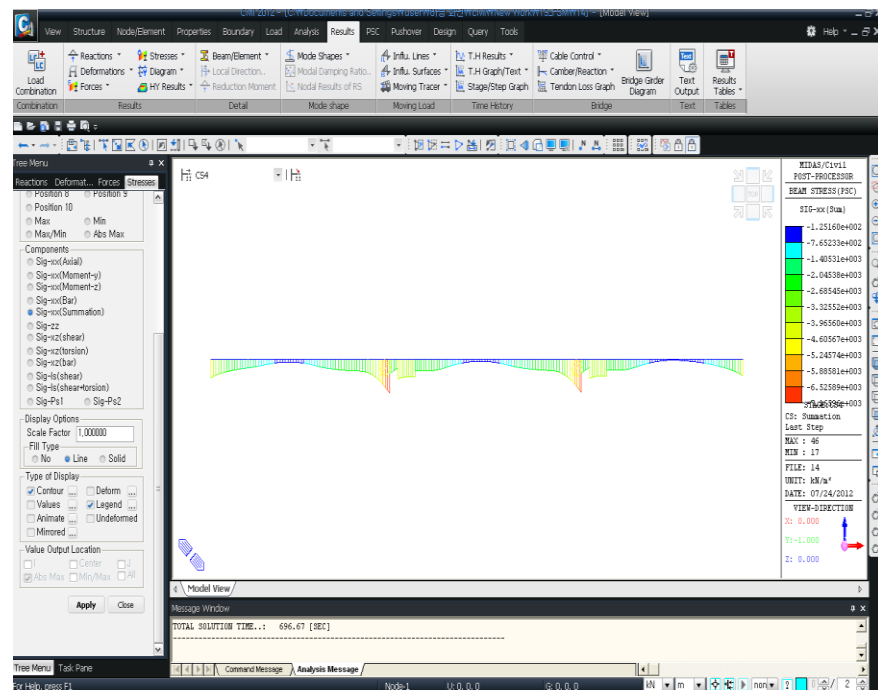 View Structure Node/Element Properties Boundary Load Analysis Results PSC Pushover Design Query Tools Help
Reactions Stresses Beam/Element Mode Shapes Influ. Lines T.H Results Cable Control
Load Combination Deformations Diagram Local Direction... Modal Damping Ratio... Influ. Surfaces T.H Graph/Text Camber/Reaction Bridge Girder Diagram Text Output Results Tables
Forces HY Results Reduction Moment Nodal Results of RS Moving Tracer Stage/Step Graph Tendon Loss Graph
Combination Results Detail Mode shape Moving Load Time History Bridge Text Tables
Tree Menu
Reactions Deformat... Forces Stresses
Position 8 Position 9
Position 10
Max Min
Max/Min Abs Max
Components
Sig-xx(Axial)
Sig-xx(Moment-y)
Sig-xx(Moment-z)
Sig-xx(Bar)
Sig-xx(Summation)
Sig-zz
Sig-xz(shear)
Sig-xz(torsion)
Sig-xz(bar)
Sig-Is(shear)
Sig-Is(shear+torsion)
Sig-Ps1 Sig-Ps2
Display Options
Scale Factor 1,000000
Fill Type
No Line Solid
Type of Display
Contour ... Deform ...
Values ... Legend ...
Animate ... Undeformed
Mirrored ...
Value Output Location
I Center J
Abs Max Min/Max All
Apply Close
Tree Menu Task Pane
CS4
MIDAS/Civil
POST-PROCESSOR
BEAM STRESS(PSC)
SIG-xx(Sum)
-1.25160e+002
-7.65233e+002
-1.40531e+003
-2.04538e+003
-2.68545e+003
-3.32552e+003
-3.96560e+003
-4.60567e+003
-5.24574e+003
-5.88581e+003
-6.52589e+003
CS: Summation
Last Step
MAX : 46
MIN : 17
FILE: 14
UNIT: kN/m²
DATE: 07/24/2012
VIEW-DIRECTION
X: 0.000
Y:-1.000
Z: 0.000
Model View
Message Window
TOTAL SOLUTION TIME..: 696.67 [SEC]
Command Message Analysis Message
For Help, press F1 Node-1 U: 0, 0, 0 G: 0, 0, 0 kN m non 2